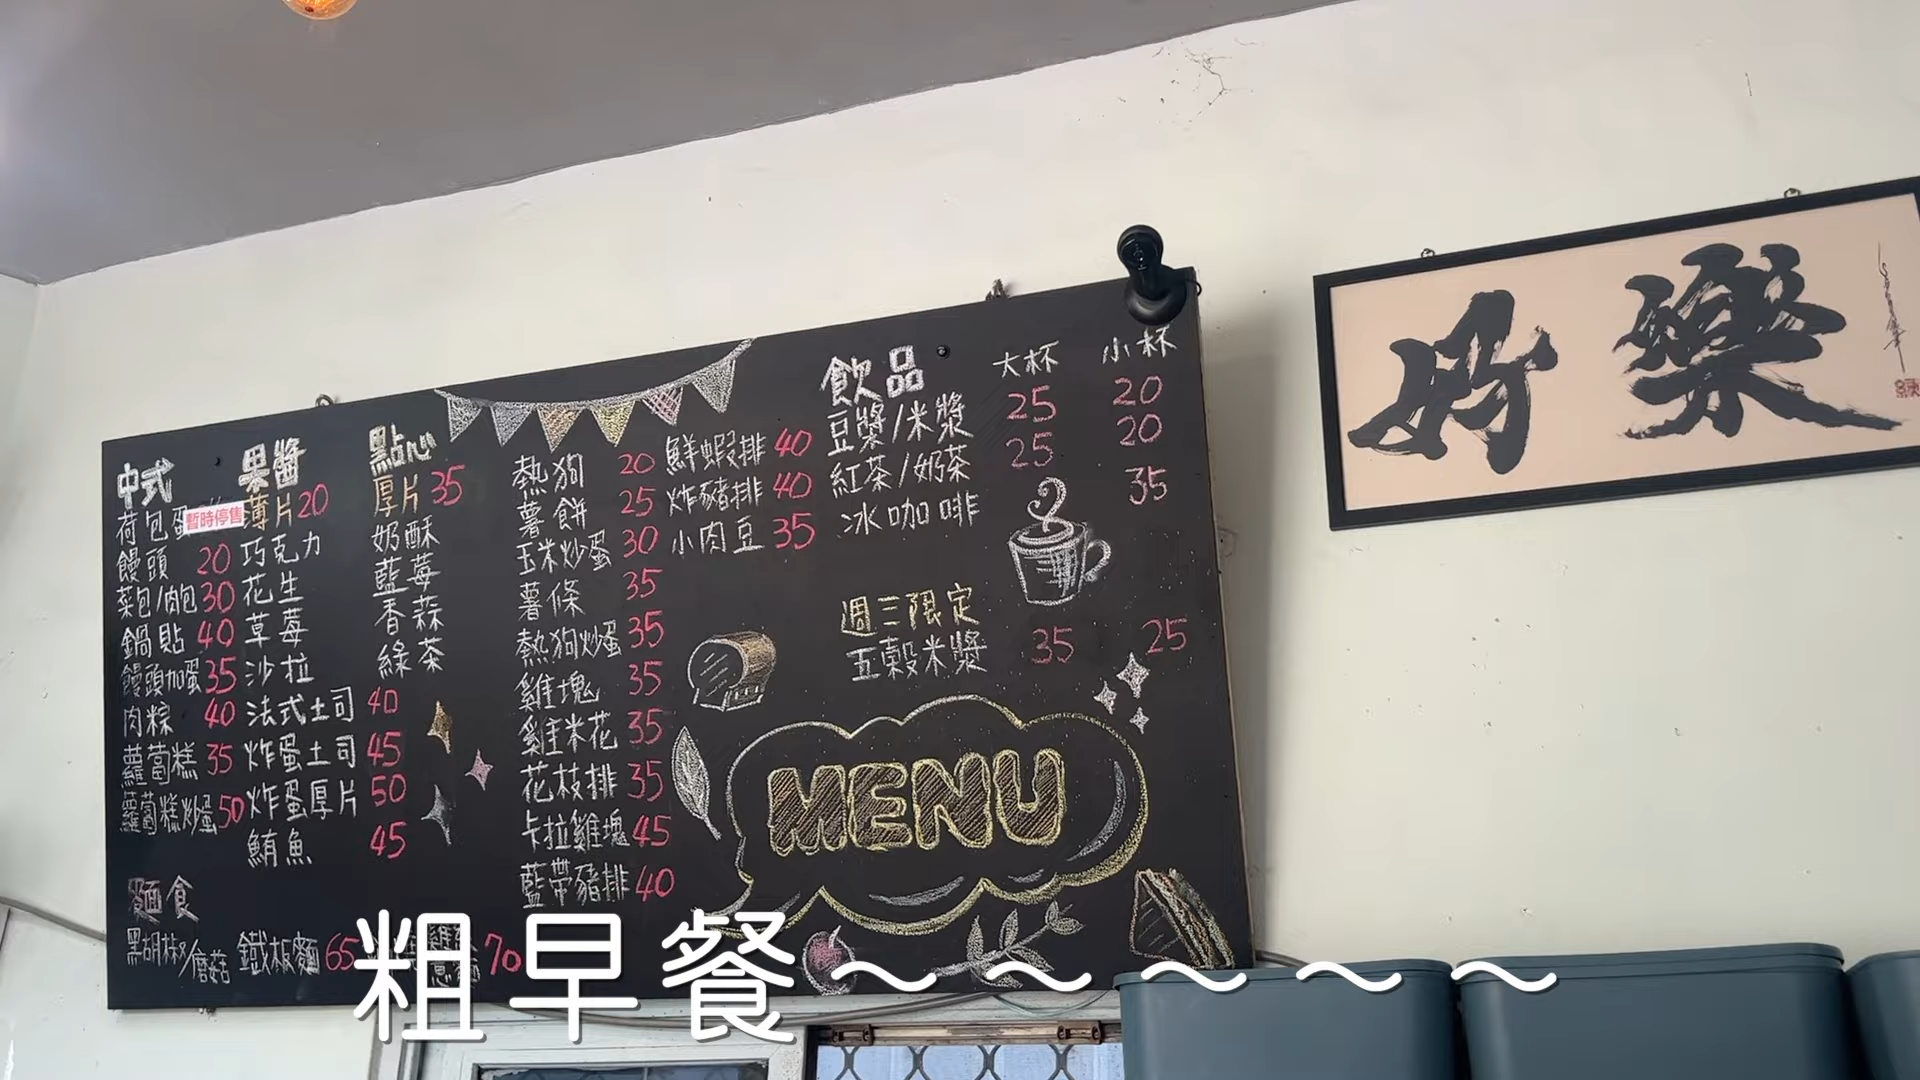 中式
荷包蛋 暫時停售
饅頭 20
菜包/肉包 30
鍋貼 40
饅頭加蛋 35
肉粽 40
蘿蔔糕 35
蘿蔔糕炒蛋 50
麵食
黑胡椒/蘑菇 鐵板麵 65
70
果醬
薄片 20
巧克力
花生
草莓
沙拉
法式土司 40
炸蛋土司 45
炸蛋厚片 50
鮪魚 45
點心
厚片 35
奶酥
藍莓
香蒜
綠茶
熱狗 20
薯餅 25
玉米炒蛋 30
薯條 35
熱狗炒蛋 35
雞塊 35
雞米花 35
花枝排 35
卡拉雞塊 45
藍帶豬排 40
鮮蝦排 40
炸豬排 40
小肉豆 35
飲品 大杯 小杯
豆漿/米漿 25 20
紅茶/奶茶 25 20
冰咖啡 35
週三限定
五穀米漿 35 25
MENU
好樂
粗早餐～～～～～